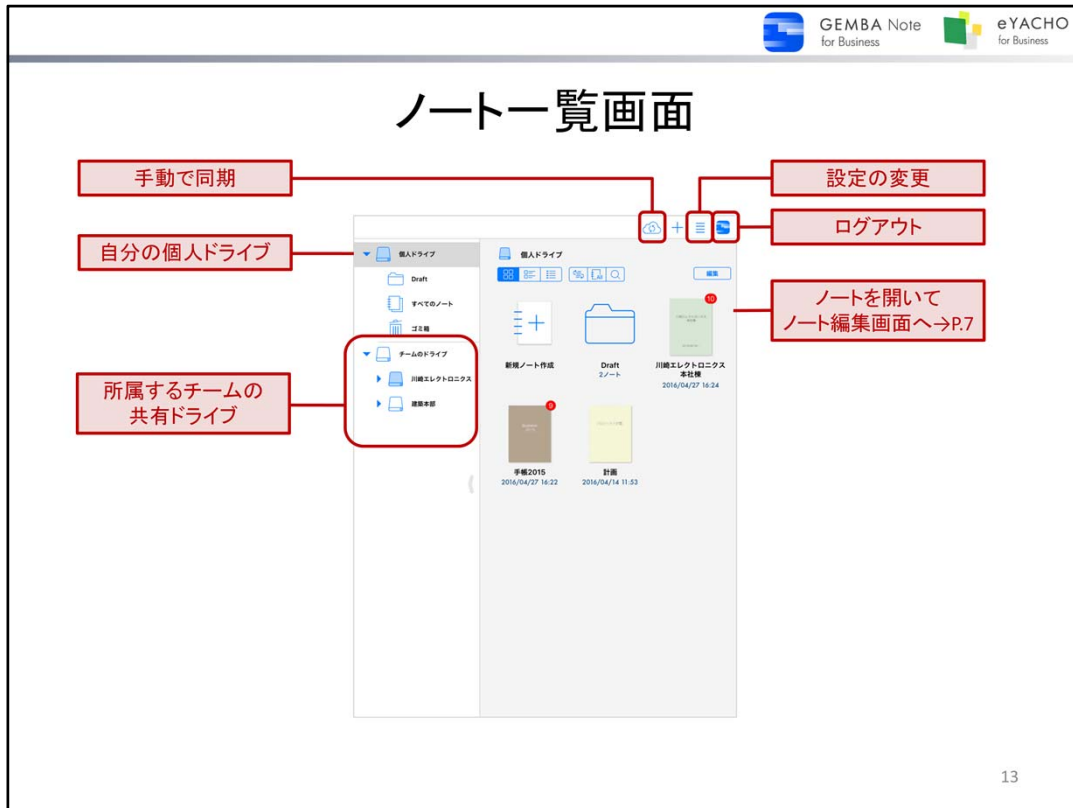 GEMBA Note
for Business
eYACHO
for Business
ノート一覧画面
手動で同期
設定の変更
自分の個人ドライブ
ログアウト
ノートを開いて
ノート編集画面へ→P.7
所属するチームの
共有ドライブ
個人ドライブ
Draft
すべてのノート
ゴミ箱
チームのドライブ
川崎エレクトロニクス
建築本部
個人ドライブ
編集
10
新規ノート作成
Draft
2ノート
川崎エレクトロニクス
本社棟
2016/04/27 16:24
9
手帳2015
2016/04/27 16:22
計画
2016/04/14 11:53
13